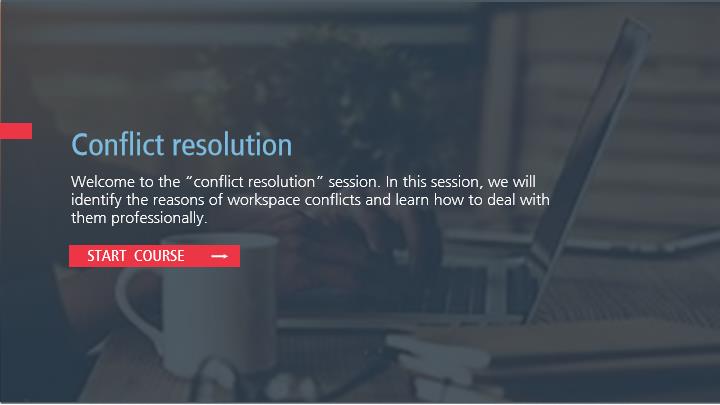 Conflict resolution
Welcome to the “conflict resolution” session. In this session, we will
identify the reasons of workspace conflicts and learn how to deal with
them professionally.
START COURSE